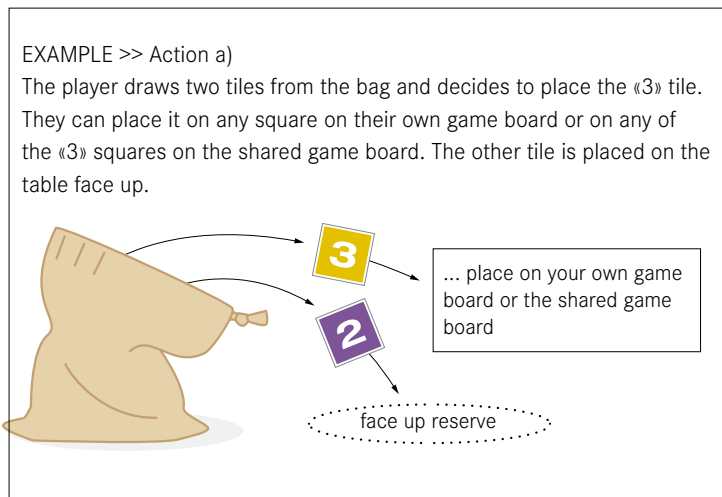 EXAMPLE >> Action a)
The player draws two tiles from the bag and decides to place the «3» tile.
They can place it on any square on their own game board or on any of
the «3» squares on the shared game board. The other tile is placed on the
table face up.
3
... place on your own game
board or the shared game
board
2
face up reserve